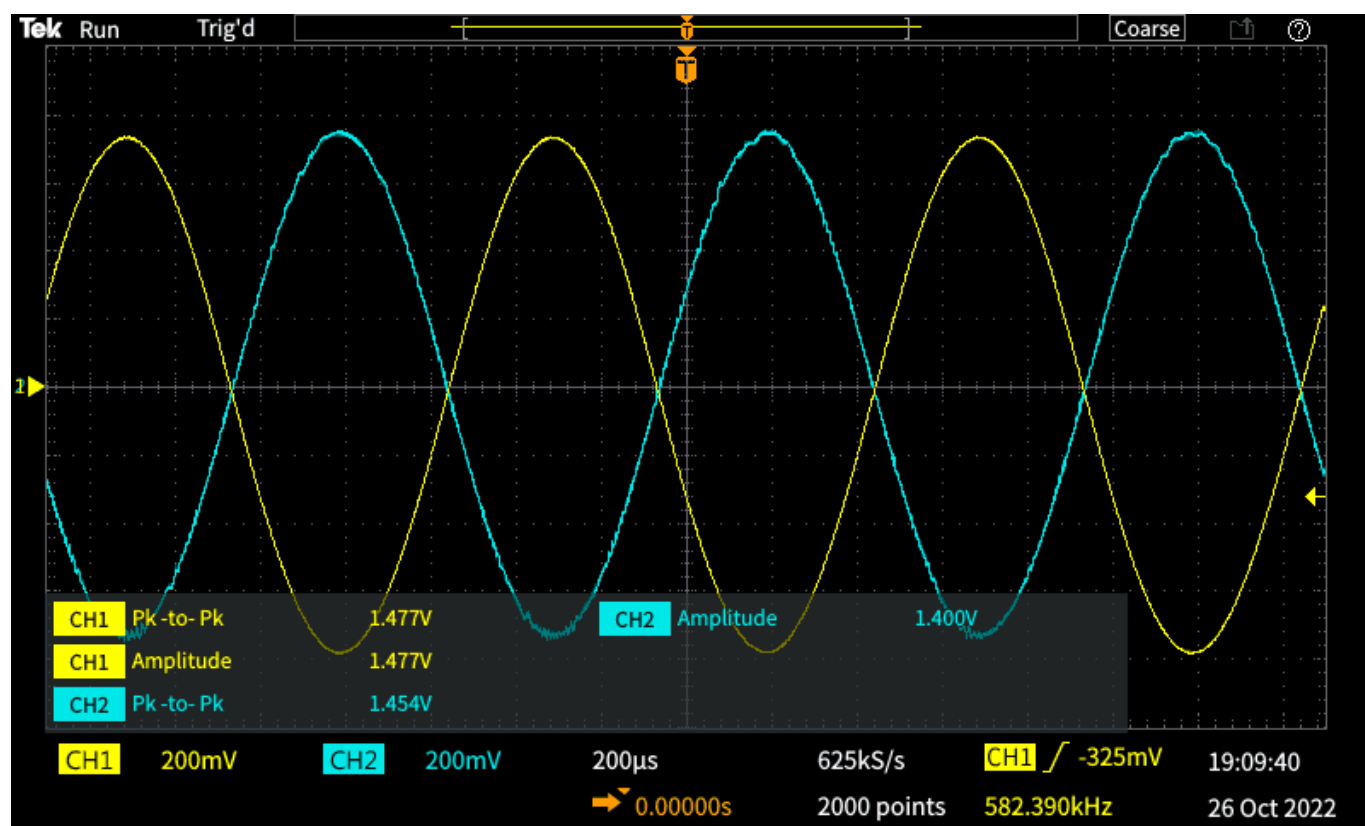 Tek Run Trig'd T Coarse ?
T
1
CH1 Pk-to-Pk 1.477V CH2 Amplitude 1.400V
CH1 Amplitude 1.477V
CH2 Pk-to-Pk 1.454V
CH1 200mV CH2 200mV 200µs 625kS/s CH1 -325mV 19:09:40
0.00000s 2000 points 582.390kHz 26 Oct 2022